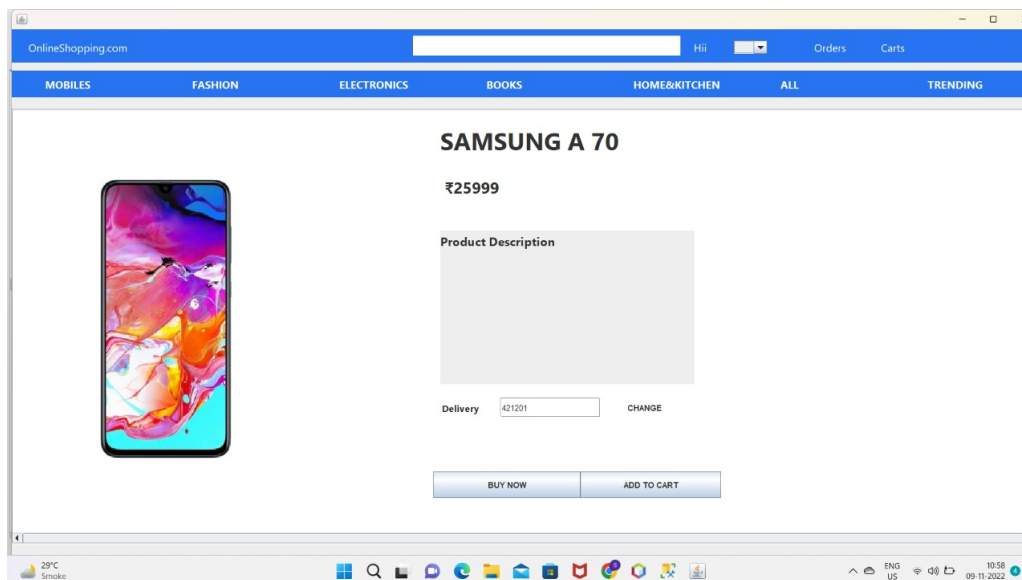 OnlineShopping.com Hii Orders Carts
MOBILES FASHION ELECTRONICS BOOKS HOME&KITCHEN ALL TRENDING
SAMSUNG A 70
₹25999
Product Description
Delivery 421201 CHANGE
BUY NOW ADD TO CART
29°C
Smoke
ENG
US
10:58
09-11-2022
4